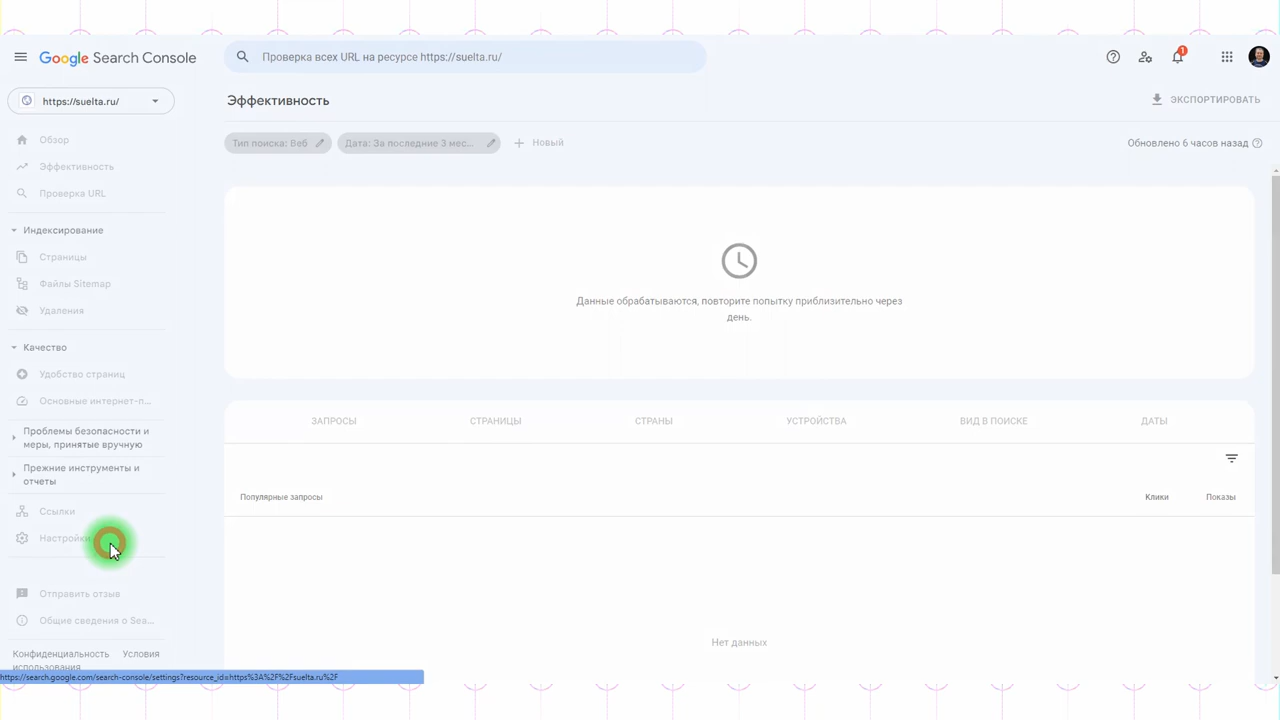 Google Search Console
Проверка всех URL на ресурсе https://suelta.ru/
1
https://suelta.ru/
Эффективность
ЭКСПОРТИРОВАТЬ
Тип поиска: Веб
Дата: За последние 3 мес...
Новый
Обновлено 6 часов назад
Обзор
Эффективность
Проверка URL
Индексирование
Страницы
Файлы Sitemap
Удаления
Качество
Удобство страниц
Основные интернет-п...
Проблемы безопасности и
меры, принятые вручную
Прежние инструменты и
отчеты
Ссылки
Настройки
Отправить отзыв
Общие сведения о Sea...
Конфиденциальность
Условия
использования
https://search.google.com/search-console/settings?resource_id=https%3A%2F%2Fsuelta.ru%2F
Данные обрабатываются, повторите попытку приблизительно через
день.
ЗАПРОСЫ
СТРАНИЦЫ
СТРАНЫ
УСТРОЙСТВА
ВИД В ПОИСКЕ
ДАТЫ
Популярные запросы
Клики
Показы
Нет данных